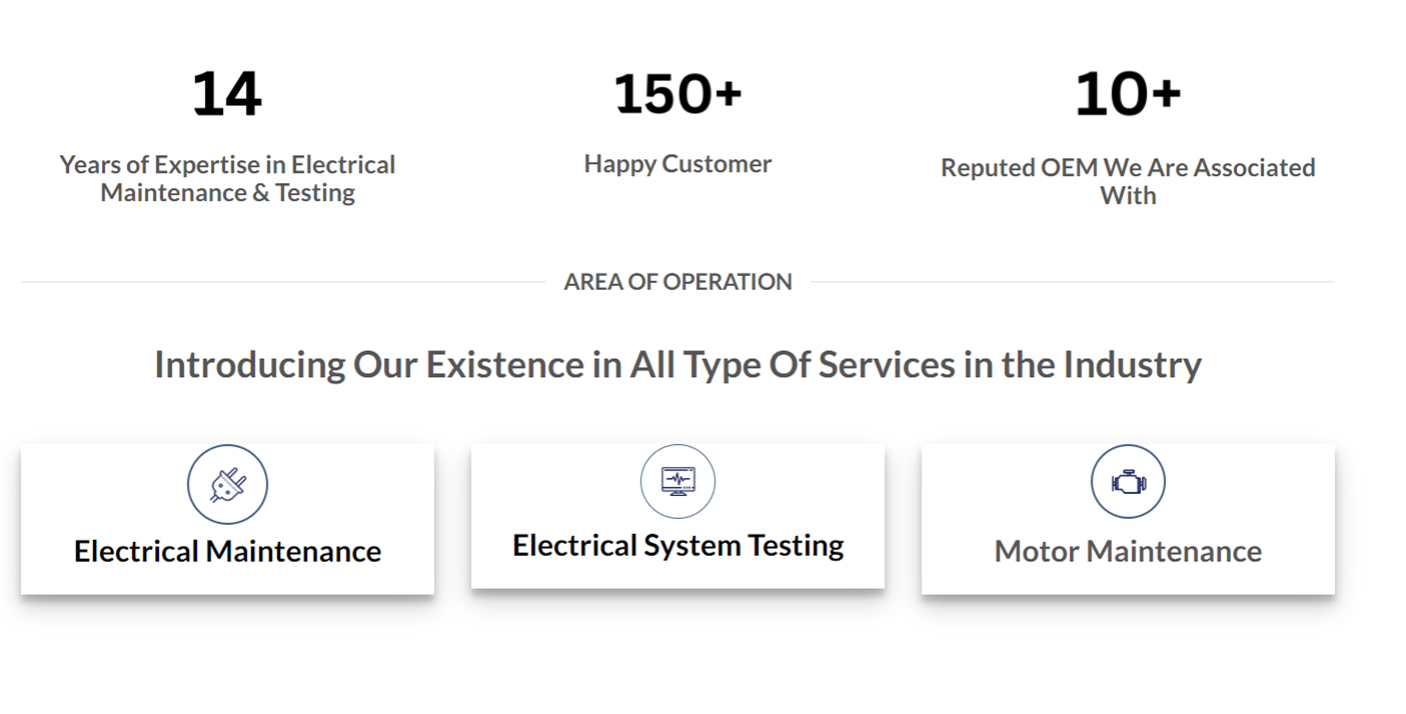 14
150+
10+
Years of Expertise in Electrical
Maintenance & Testing
Happy Customer
Reputed OEM We Are Associated
With
AREA OF OPERATION
Introducing Our Existence in All Type Of Services in the Industry
Electrical Maintenance
Electrical System Testing
Motor Maintenance